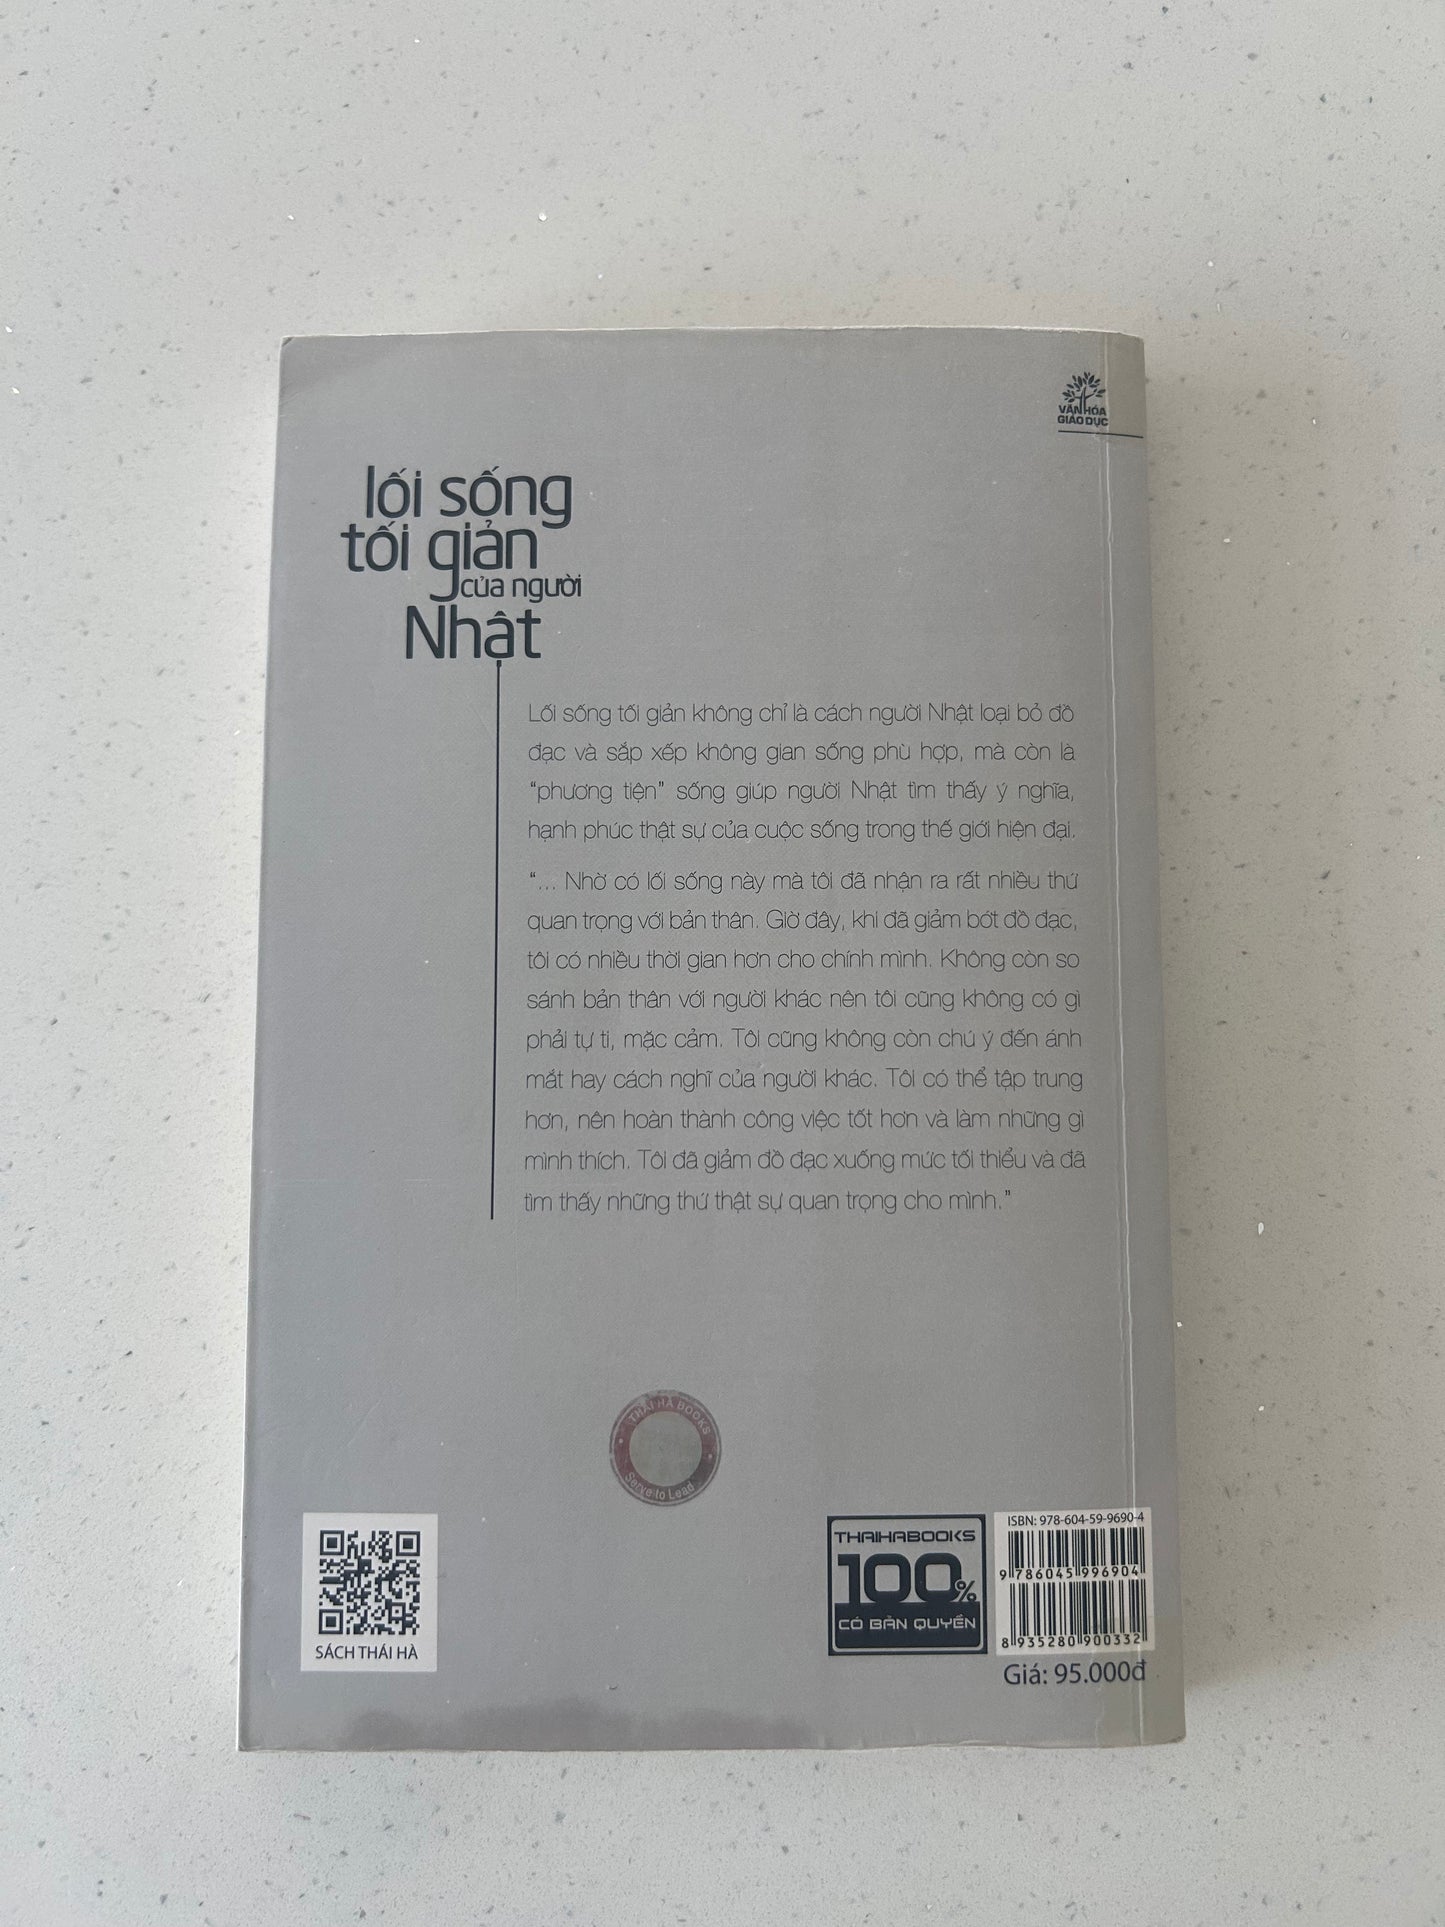 VĂN HÓA
GIÁO DỤC
lối sống
tối giản
của người
Nhật
Lối sống tối giản không chỉ là cách người Nhật loại bỏ đồ
đạc và sắp xếp không gian sống phù hợp, mà còn là
“phương tiện” sống giúp người Nhật tìm thấy ý nghĩa,
hạnh phúc thật sự của cuộc sống trong thế giới hiện đại.
“... Nhờ có lối sống này mà tôi đã nhận ra rất nhiều thứ
quan trọng với bản thân. Giờ đây, khi đã giảm bớt đồ đạc,
tôi có nhiều thời gian hơn cho chính mình. Không còn so
sánh bản thân với người khác nên tôi cũng không có gì
phải tự ti, mặc cảm. Tôi cũng không còn chú ý đến ánh
mắt hay cách nghĩ của người khác. Tôi có thể tập trung
hơn, nên hoàn thành công việc tốt hơn và làm những gì
mình thích. Tôi đã giảm đồ đạc xuống mức tối thiểu và đã
tìm thấy những thứ thật sự quan trọng cho mình.”
THÁI HÀ BOOKS
Serve to Lead
SÁCH THÁI HÀ
THAIHABOOKS
100%
CÓ BẢN QUYỀN
ISBN: 978-604-59-9690-4
9 786045 996904
8 935280 900332
Giá: 95.000đ